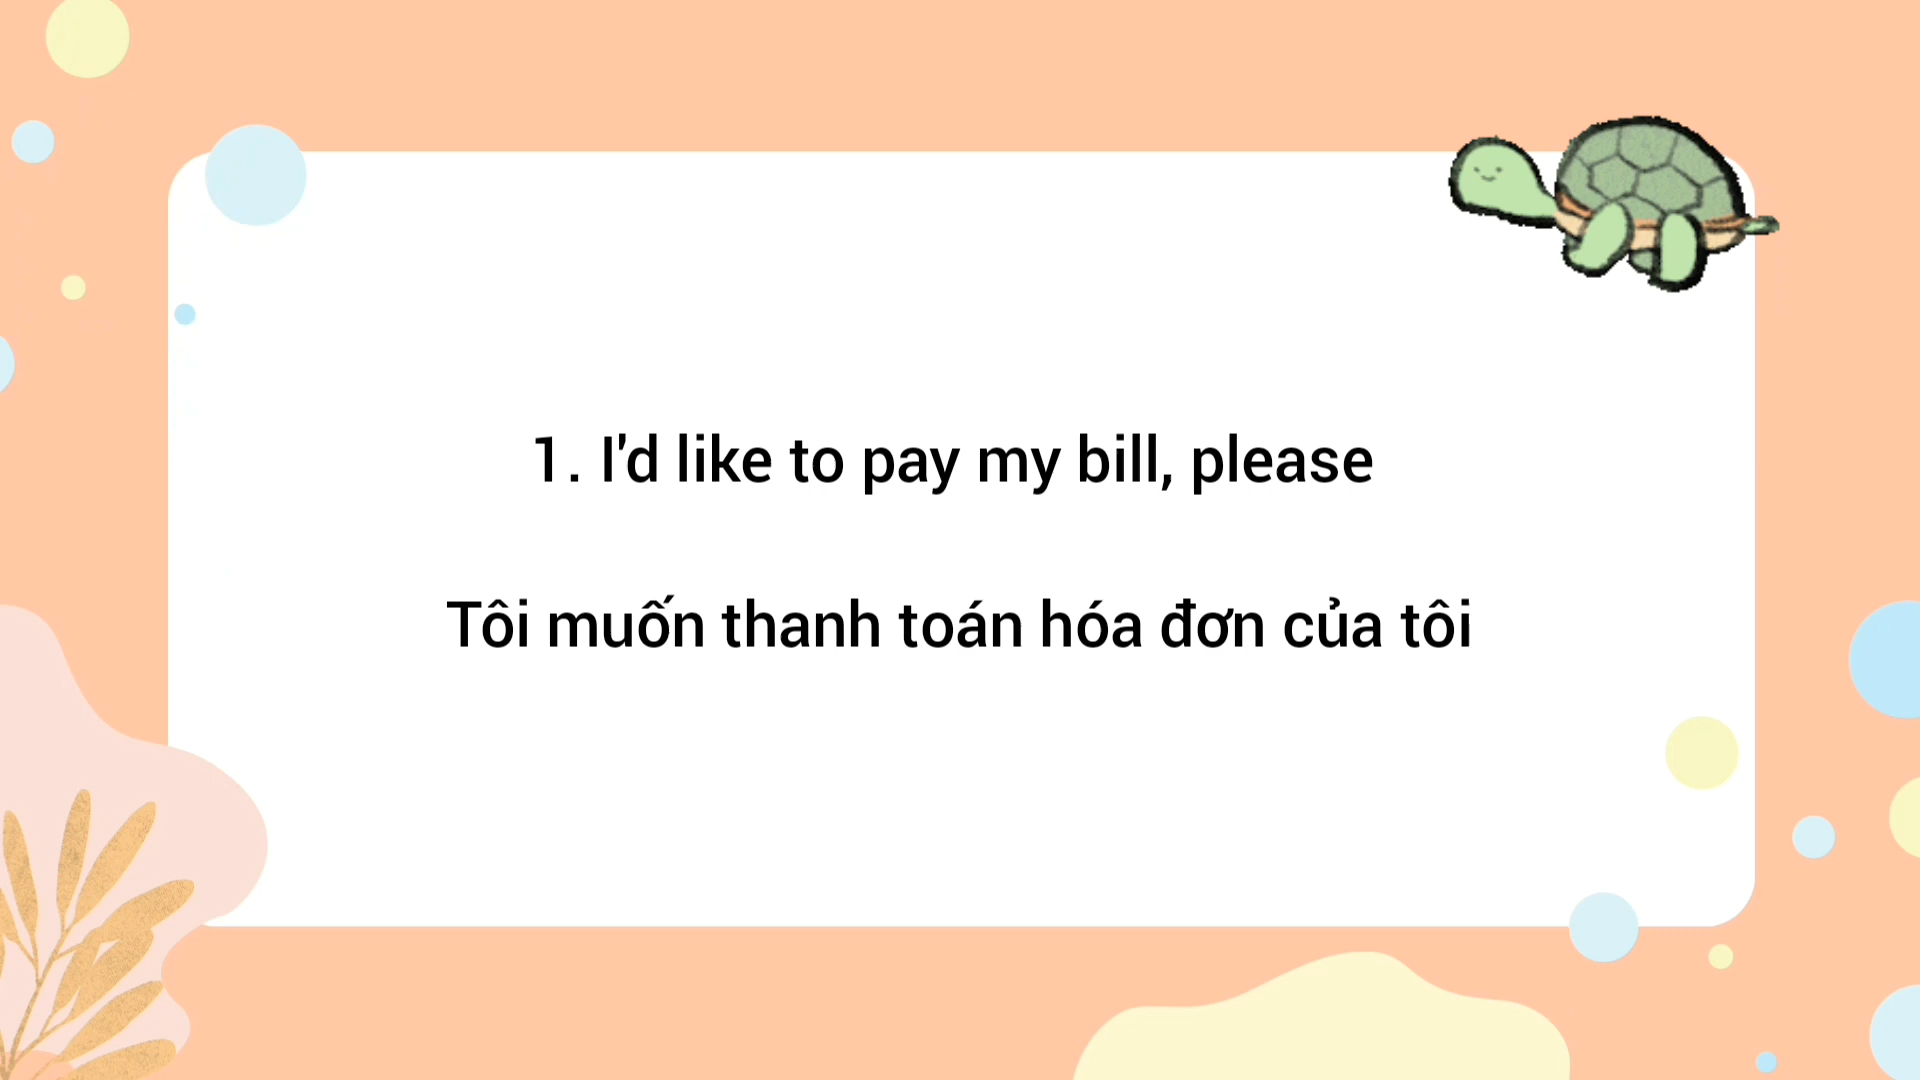 1. I'd like to pay my bill, please
Tôi muốn thanh toán hóa đơn của tôi